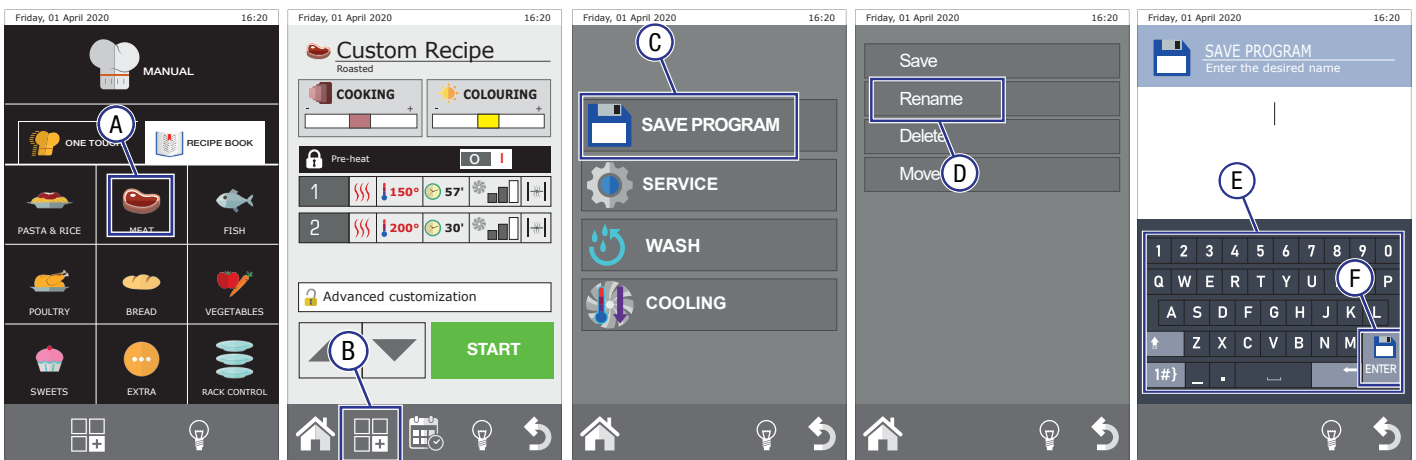 Friday, 01 April 2020 16:20
MANUAL
A
ONE TOUCH
RECIPE BOOK
PASTA & RICE
MEAT
FISH
POULTRY
BREAD
VEGETABLES
SWEETS
EXTRA
RACK CONTROL
Friday, 01 April 2020 16:20
Custom Recipe
Roasted
COOKING
- +
COLOURING
- +
Pre-heat O I
1 150° 57'
2 200° 30'
Advanced customization
B
START
Friday, 01 April 2020 16:20
C
SAVE PROGRAM
SERVICE
WASH
COOLING
Friday, 01 April 2020 16:20
Save
Rename
Delete
Move
D
Friday, 01 April 2020 16:20
SAVE PROGRAM
Enter the desired name
E
1 2 3 4 5 6 7 8 9 0
Q W E R T Y U P
F
A S D F G H J K L
Z X C V B N M
1#} _ .
ENTER